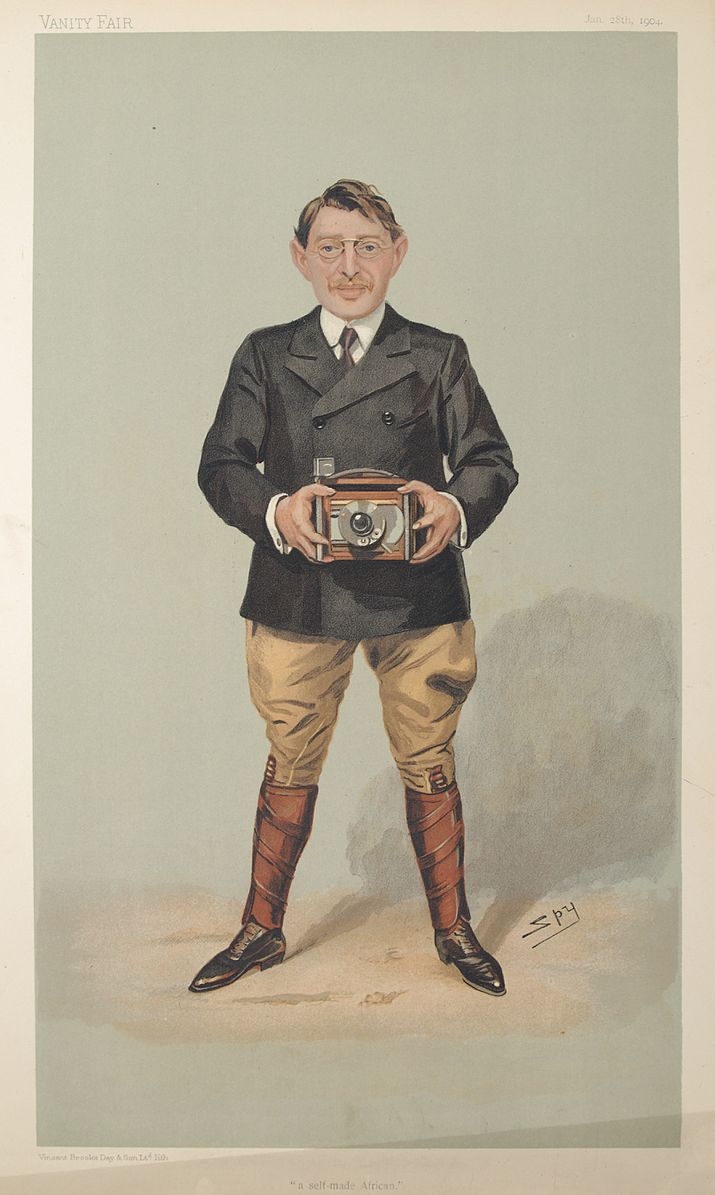 VANITY FAIR
Jan. 28th, 1904.
Spy
Vincent Brooks Day & Son Ltd. lith.
"a self-made African."